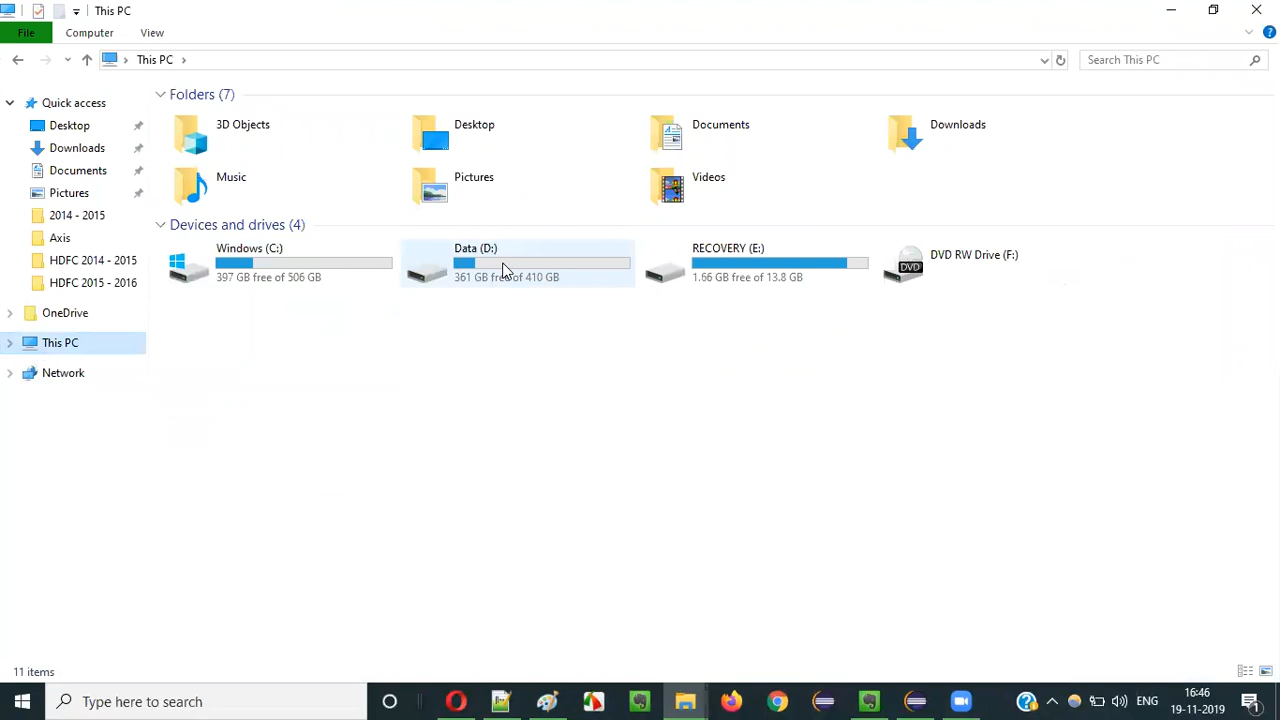 This PC
File Computer View
This PC
Search This PC
Quick access
Desktop
Downloads
Documents
Pictures
2014 - 2015
Axis
HDFC 2014 - 2015
HDFC 2015 - 2016
OneDrive
This PC
Network
Folders (7)
3D Objects
Desktop
Documents
Downloads
Music
Pictures
Videos
Devices and drives (4)
Windows (C:)
397 GB free of 506 GB
Data (D:)
361 GB free of 410 GB
RECOVERY (E:)
1.66 GB free of 13.8 GB
DVD RW Drive (F:)
DVD
11 items
Type here to search
ENG
16:46
19-11-2019
1